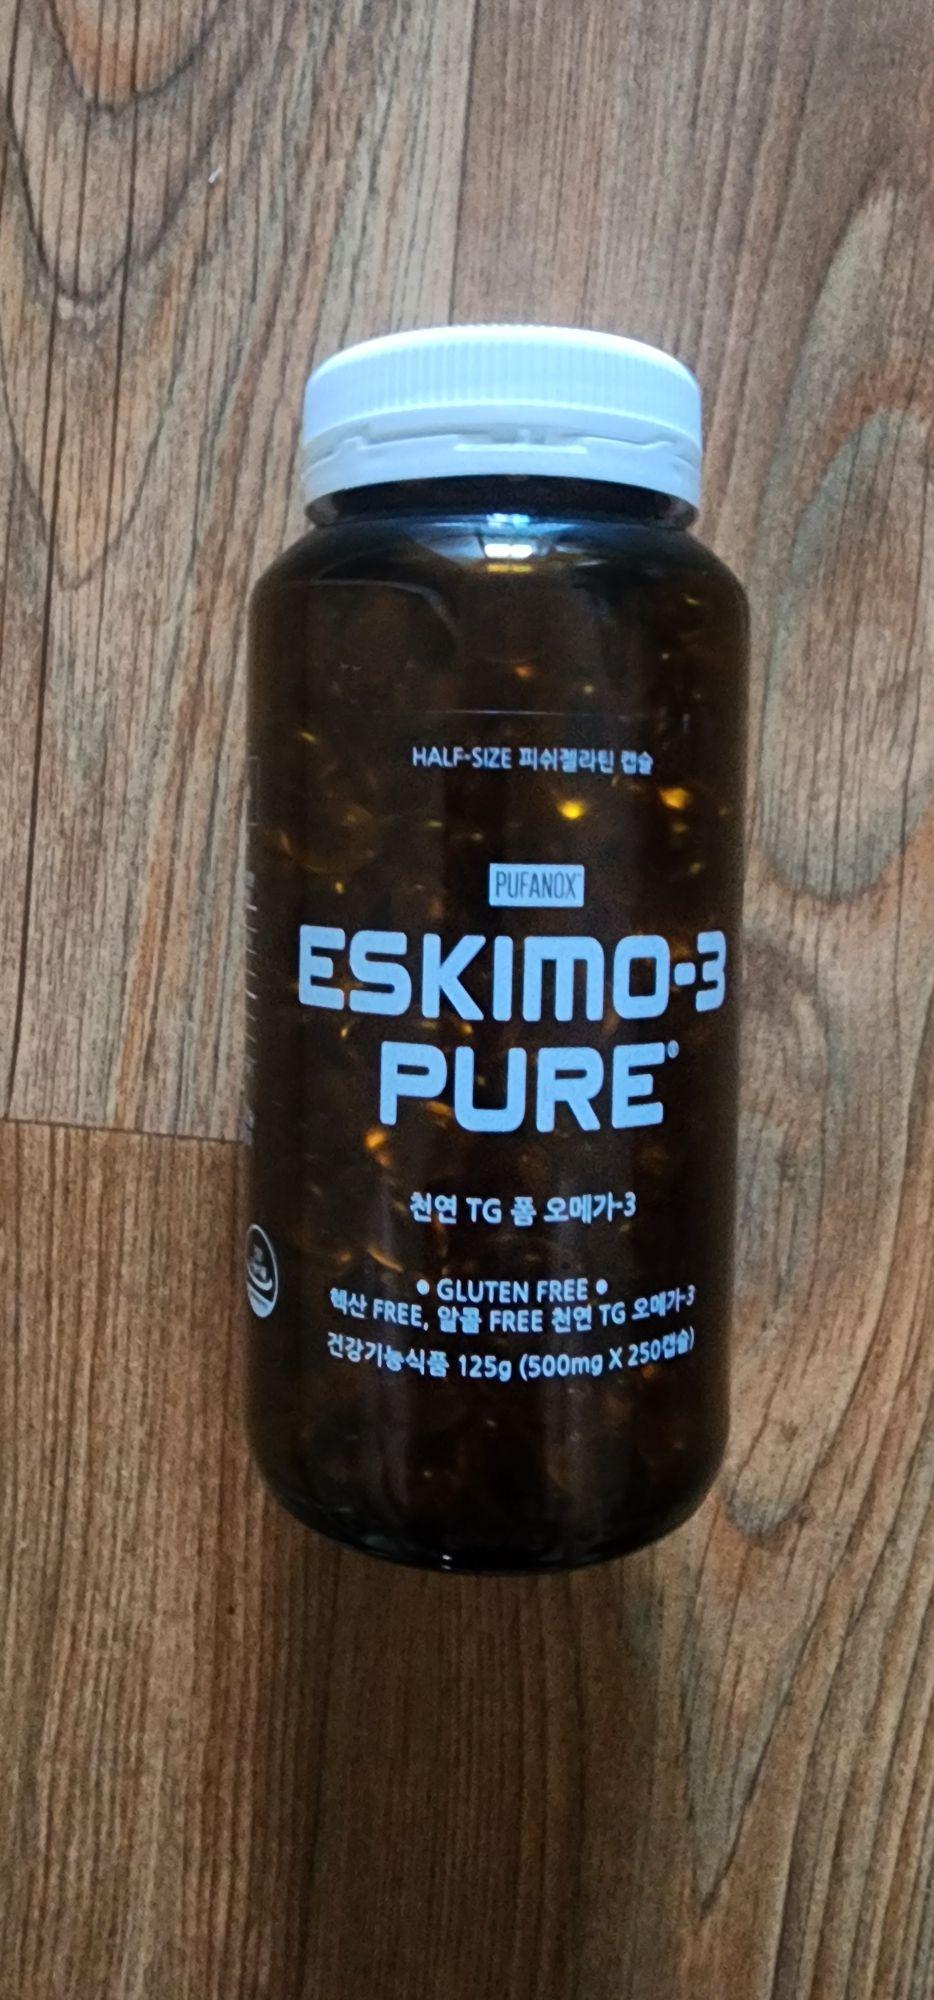 HALF-SIZE 피쉬젤라틴 캡슐
PUFANOX
ESKIMO-3
PURE®
천연 TG 폼 오메가-3
• GLUTEN FREE •
헥산 FREE, 알콜 FREE 천연 TG 오메가-3
건강기능식품 125g (500mg X 250캡슐)